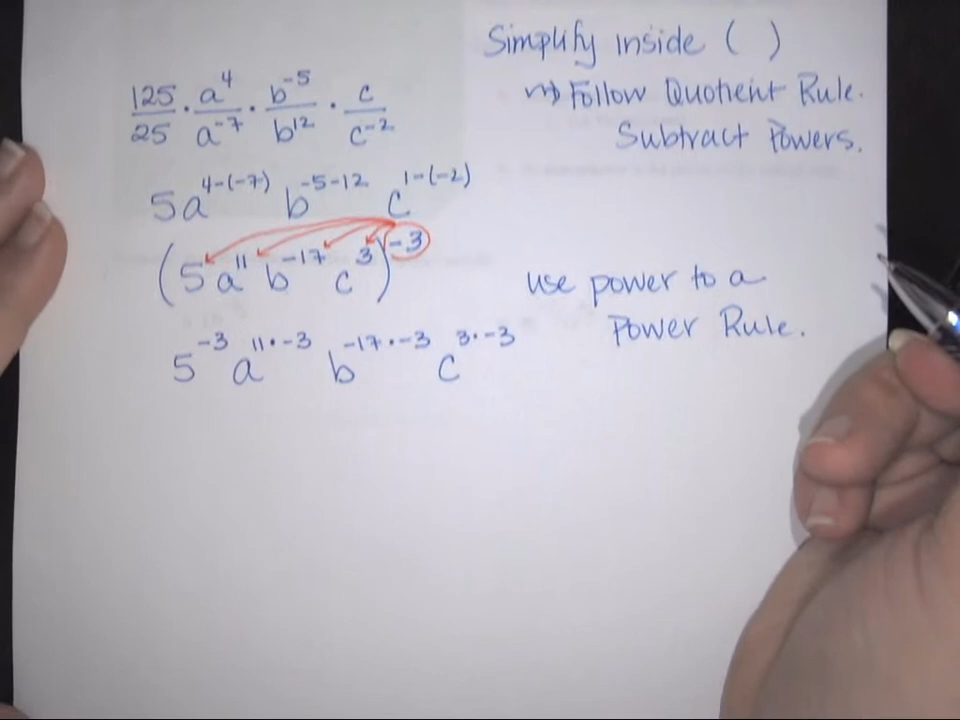 Simplify inside ( )
⇝ Follow Quotient Rule.
Subtract Powers.
125/25 · a^4/a^-7 · b^-5/b^12 · c/c^-2
5a^4-(-7) b^-5-12 c^1-(-2)
(5a^11 b^-17 c^3)^-3
use power to a
Power Rule.
5^-3 a^11·-3 b^-17·-3 c^3·-3